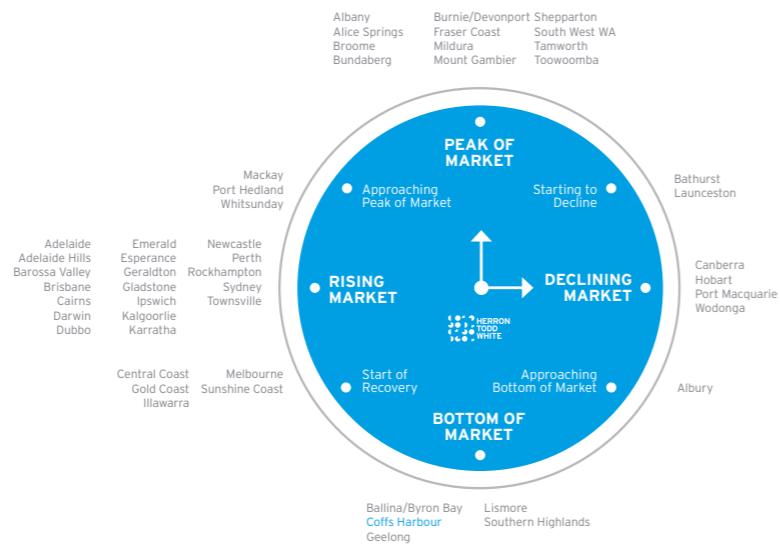 Albany Burnie/Devonport Shepparton
Alice Springs Fraser Coast South West WA
Broome Mildura Tamworth
Bundaberg Mount Gambier Toowoomba
PEAK OF
MARKET
Mackay
Port Hedland
Whitsunday
Approaching
Peak of Market
Starting to
Decline
Bathurst
Launceston
Adelaide Emerald Newcastle
Adelaide Hills Esperance Perth
Barossa Valley Geraldton Rockhampton
Brisbane Gladstone Sydney
Cairns Ipswich Townsville
Darwin Kalgoorlie
Dubbo Karratha
RISING
MARKET
DECLINING
MARKET
Canberra
Hobart
Port Macquarie
Wodonga
HERRON
TODD
WHITE
Central Coast Melbourne
Gold Coast Sunshine Coast
Illawarra
Start of
Recovery
Approaching
Bottom of Market
Albury
BOTTOM OF
MARKET
Ballina/Byron Bay Lismore
Coffs Harbour Southern Highlands
Geelong